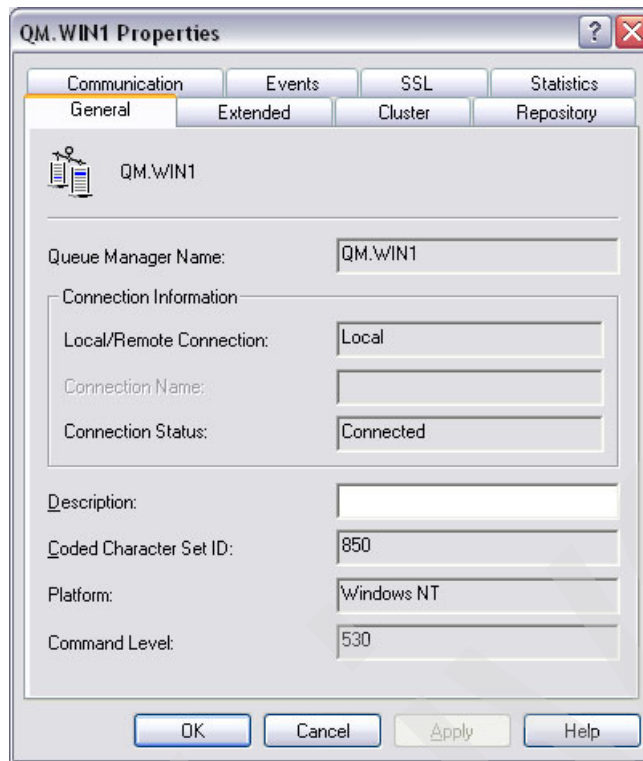 QM.WIN1 Properties
?
X
Communication Events SSL Statistics
General Extended Cluster Repository
QM.WIN1
Queue Manager Name: QM.WIN1
Connection Information
Local/Remote Connection: Local
Connection Name:
Connection Status: Connected
Description:
Coded Character Set ID: 850
Platform: Windows NT
Command Level: 530
OK Cancel Apply Help